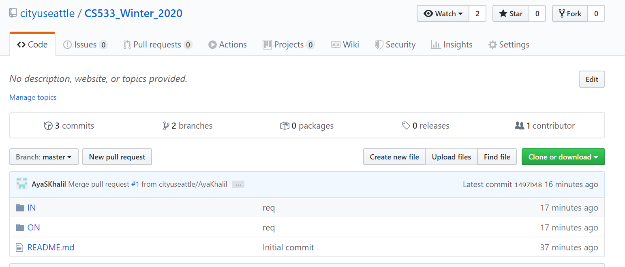 cityuseattle / CS533_Winter_2020
Watch 2 Star 0 Fork 0
Code Issues 0 Pull requests 0 Actions Projects 0 Wiki Security Insights Settings
No description, website, or topics provided. Edit
Manage topics
3 commits 2 branches 0 packages 0 releases 1 contributor
Branch: master New pull request Create new file Upload files Find file Clone or download
AyaSKhalil Merge pull request #1 from cityuseattle/AyaKhalil ... Latest commit 16 minutes ago
IN req 17 minutes ago
ON req 17 minutes ago
README.md Initial commit 37 minutes ago